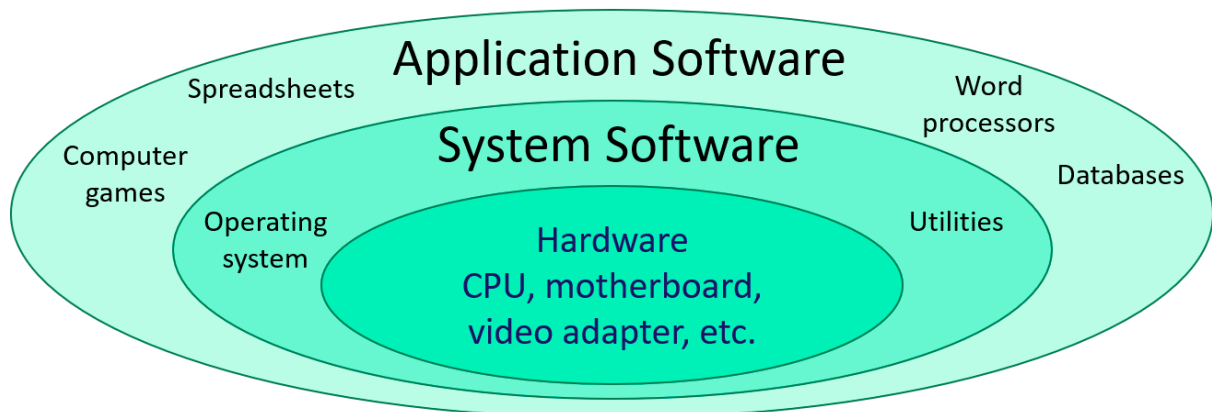 Application Software
Spreadsheets
Word
processors
Computer
games
Databases
System Software
Operating
system
Utilities
Hardware
CPU, motherboard,
video adapter, etc.